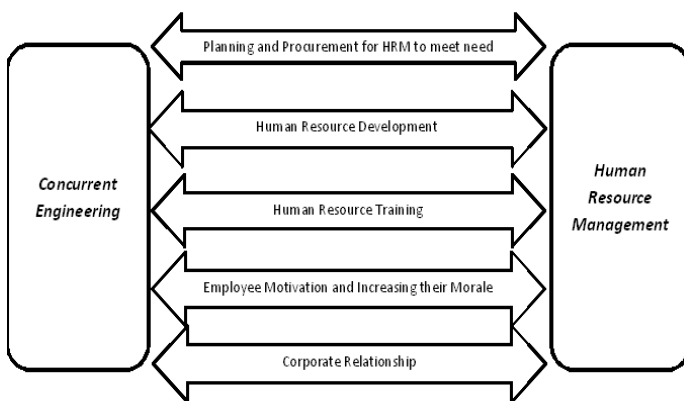 Planning and Procurement for HRM to meet need
Human Resource Development
Concurrent
Engineering
Human Resource Training
Human
Resource
Management
Employee Motivation and Increasing their Morale
Corporate Relationship